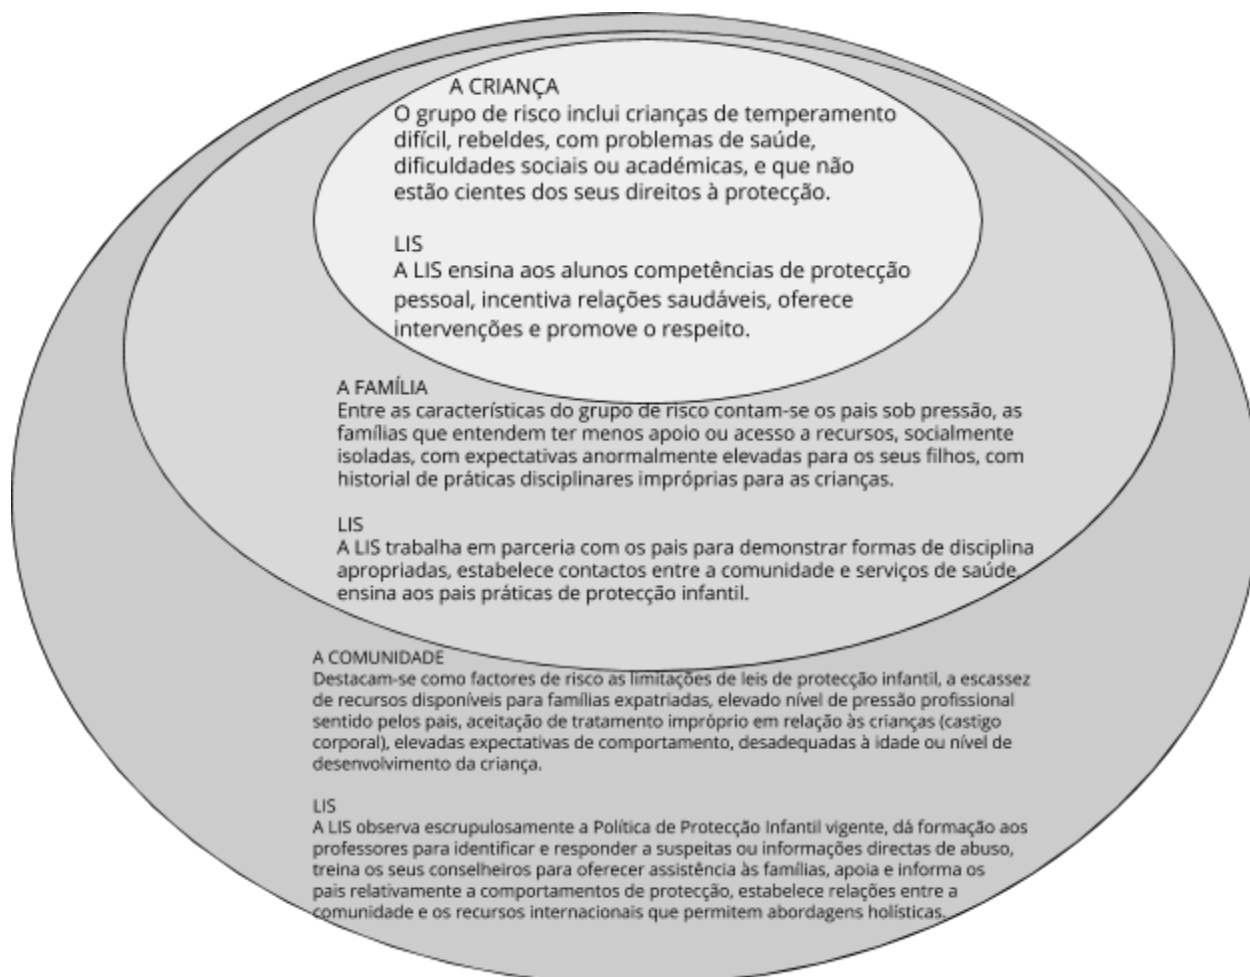 A CRIANÇA
O grupo de risco inclui crianças de temperamento
difícil, rebeldes, com problemas de saúde,
dificuldades sociais ou académicas, e que não
estão cientes dos seus direitos à protecção.
LIS
A LIS ensina aos alunos competências de protecção
pessoal, incentiva relações saudáveis, oferece
intervenções e promove o respeito.
A FAMÍLIA
Entre as características do grupo de risco contam-se os pais sob pressão, as
famílias que entendem ter menos apoio ou acesso a recursos, socialmente
isoladas, com expectativas anormalmente elevadas para os seus filhos, com
historial de práticas disciplinares impróprias para as crianças.
LIS
A LIS trabalha em parceria com os pais para demonstrar formas de disciplina
apropriadas, estabelece contactos entre a comunidade e serviços de saúde,
ensina aos pais práticas de protecção infantil.
A COMUNIDADE
Destacam-se como factores de risco as limitações de leis de protecção infantil, a escassez
de recursos disponíveis para famílias expatriadas, elevado nível de pressão profissional
sentido pelos pais, aceitação de tratamento impróprio em relação às crianças (castigo
corporal), elevadas expectativas de comportamento, desadequadas à idade ou nível de
desenvolvimento da criança.
LIS
A LIS observa escrupulosamente a Política de Protecção Infantil vigente, dá formação aos
professores para identificar e responder a suspeitas ou informações directas de abuso,
treina os seus conselheiros para oferecer assistência às famílias, apoia e informa os
pais relativamente a comportamentos de protecção, estabelece relações entre a
comunidade e os recursos internacionais que permitem abordagens holísticas.